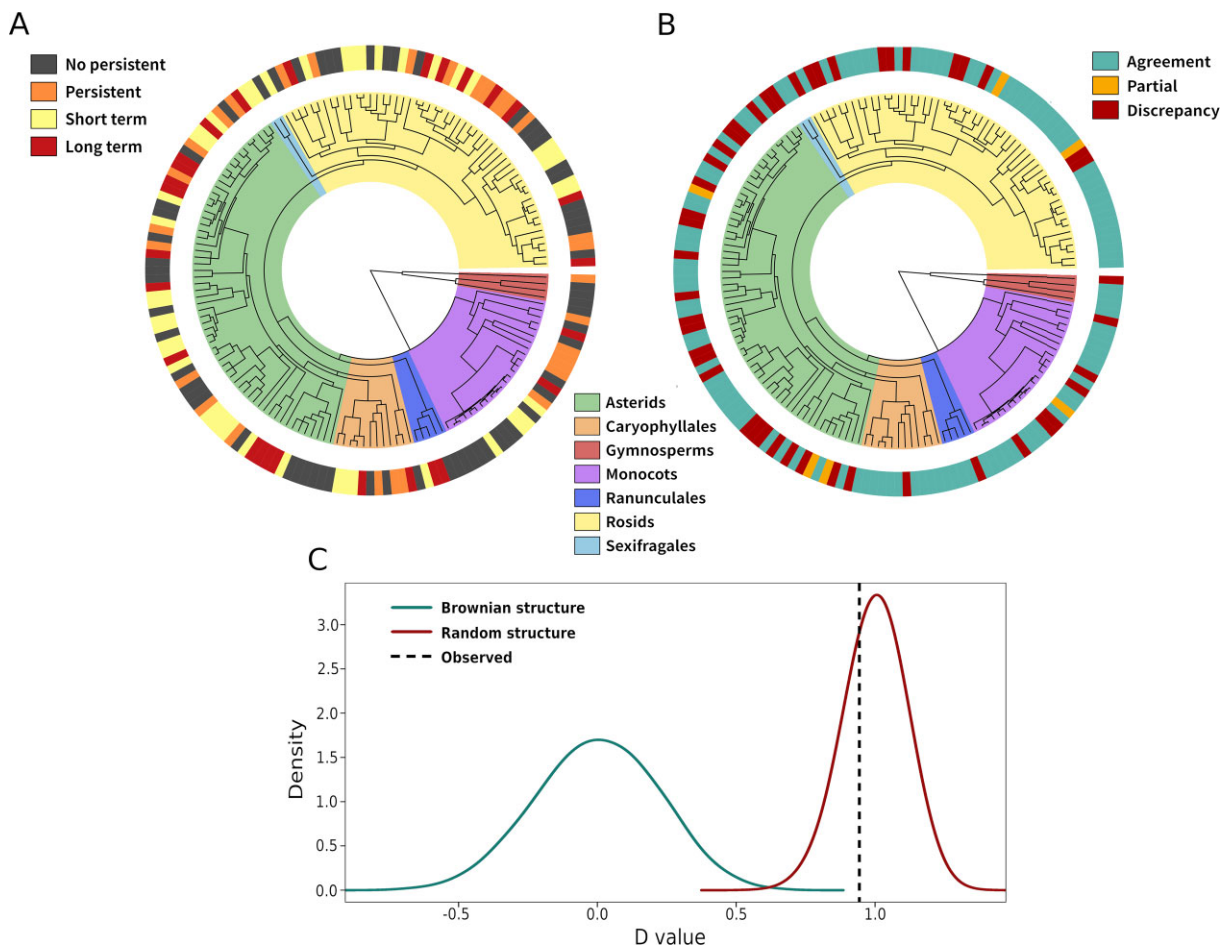 A
B
No persistent
Persistent
Short term
Long term
Agreement
Partial
Discrepancy
Asterids
Caryophyllales
Gymnosperms
Monocots
Ranunculales
Rosids
Sexifragales
C
Brownian structure
Random structure
Observed
Density
3.0
2.5
2.0
1.5
1.0
0.5
0.0
-0.5
0.0
0.5
1.0
D value